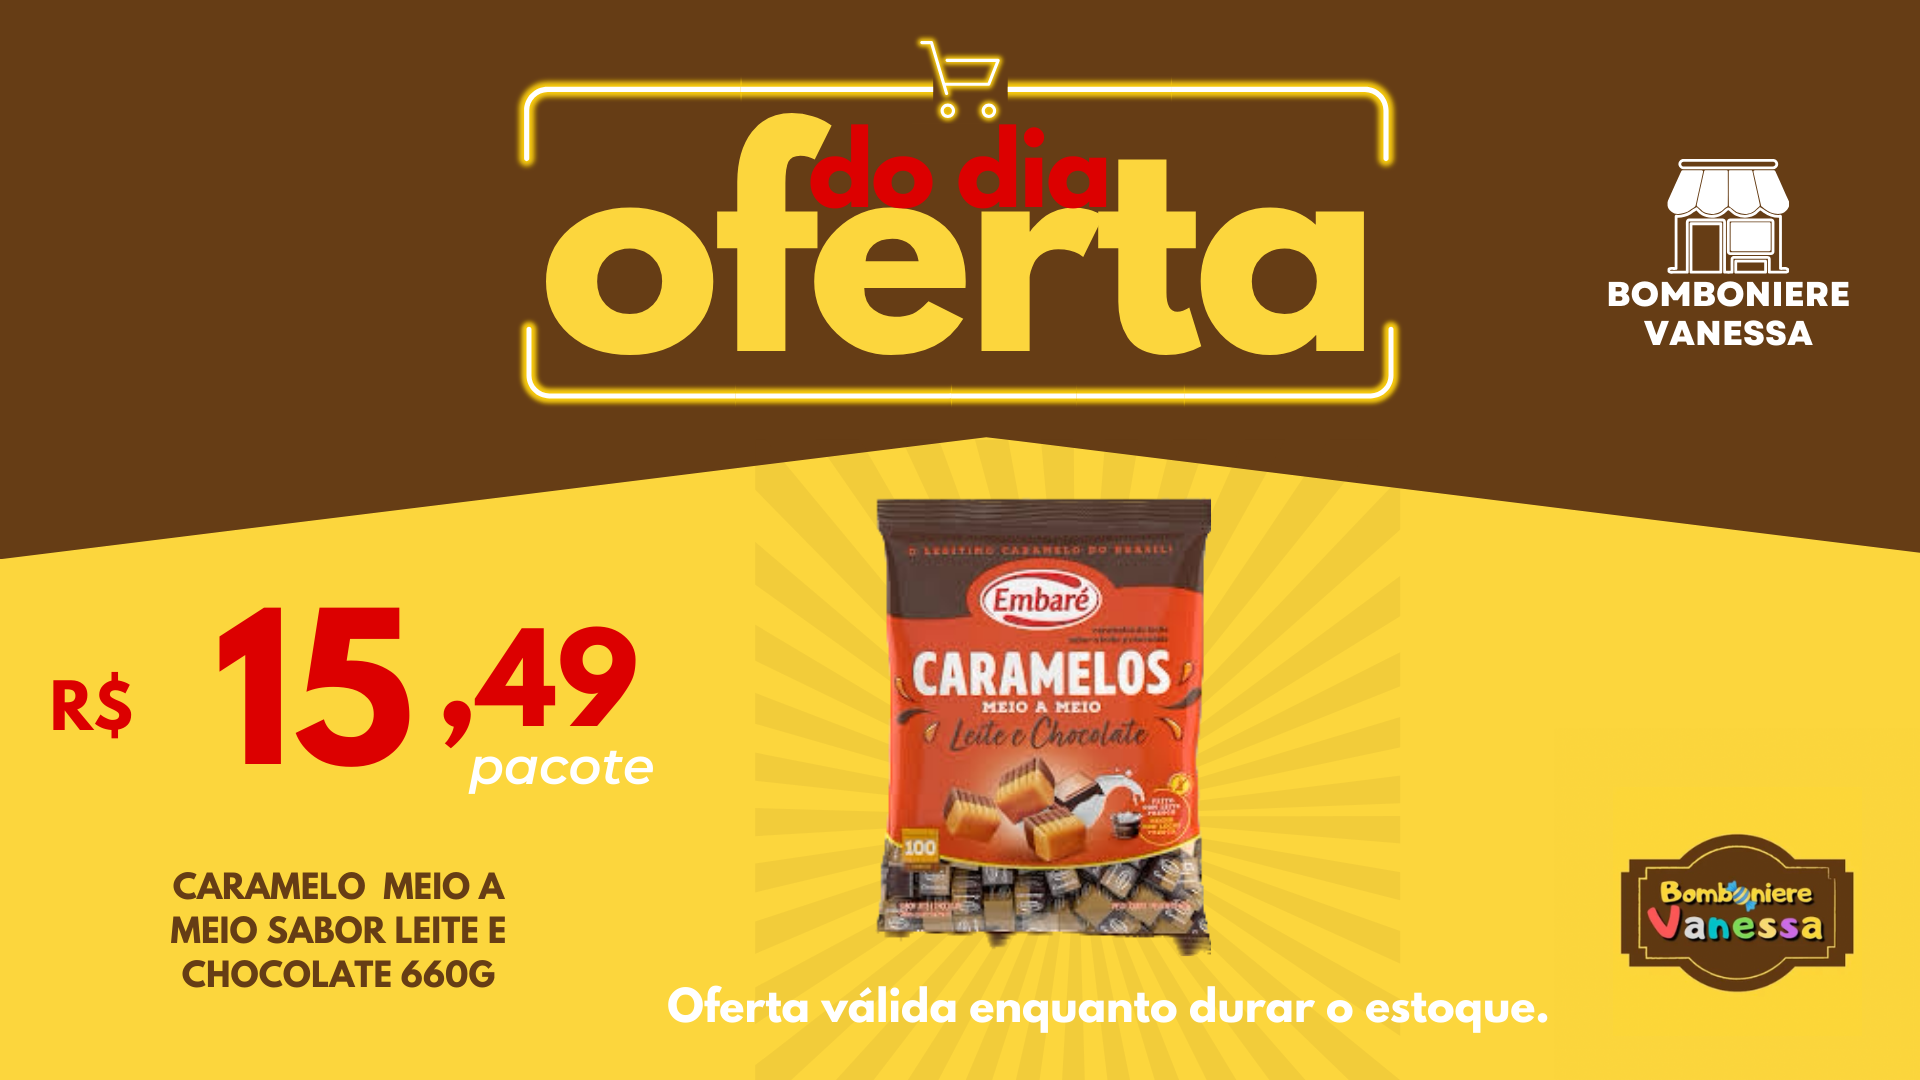 do dia
oferta
BOMBONIERE
VANESSA
R$ 15,49
pacote
CARAMELO MEIO A
MEIO SABOR LEITE E
CHOCOLATE 660G
O LEGÍTIMO CARAMELO DO BRASIL!
Embaré
CARAMELOS
MEIO A MEIO
Leite e Chocolate
100
Bomboniere
Vanessa
Oferta válida enquanto durar o estoque.